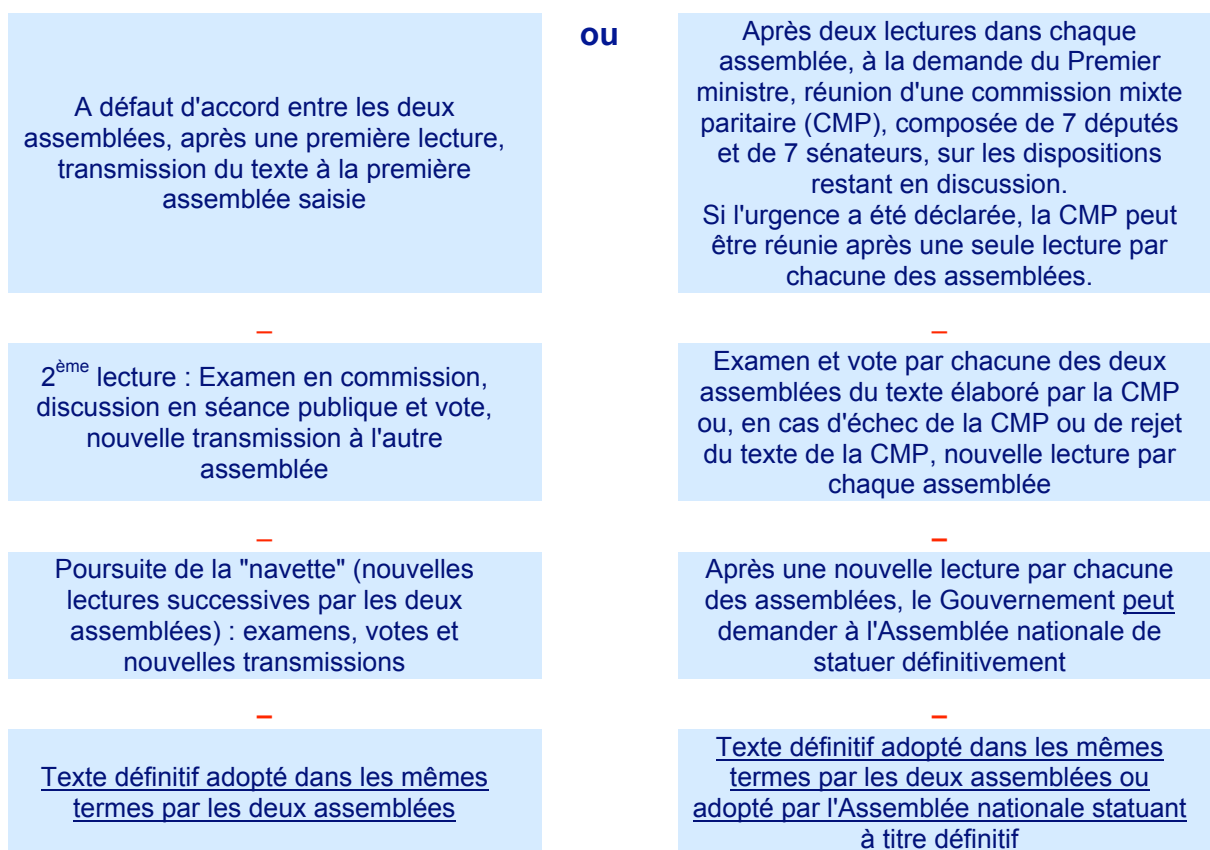 A défaut d'accord entre les deux
assemblées, après une première lecture,
transmission du texte à la première
assemblée saisie
ou
Après deux lectures dans chaque
assemblée, à la demande du Premier
ministre, réunion d'une commission mixte
paritaire (CMP), composée de 7 députés
et de 7 sénateurs, sur les dispositions
restant en discussion.
Si l'urgence a été déclarée, la CMP peut
être réunie après une seule lecture par
chacune des assemblées.
–
–
2ème lecture : Examen en commission,
discussion en séance publique et vote,
nouvelle transmission à l'autre
assemblée
Examen et vote par chacune des deux
assemblées du texte élaboré par la CMP
ou, en cas d'échec de la CMP ou de rejet
du texte de la CMP, nouvelle lecture par
chaque assemblée
–
–
Poursuite de la "navette" (nouvelles
lectures successives par les deux
assemblées) : examens, votes et
nouvelles transmissions
Après une nouvelle lecture par chacune
des assemblées, le Gouvernement peut
demander à l'Assemblée nationale de
statuer définitivement
–
–
Texte définitif adopté dans les mêmes
termes par les deux assemblées
Texte définitif adopté dans les mêmes
termes par les deux assemblées ou
adopté par l'Assemblée nationale statuant
à titre définitif